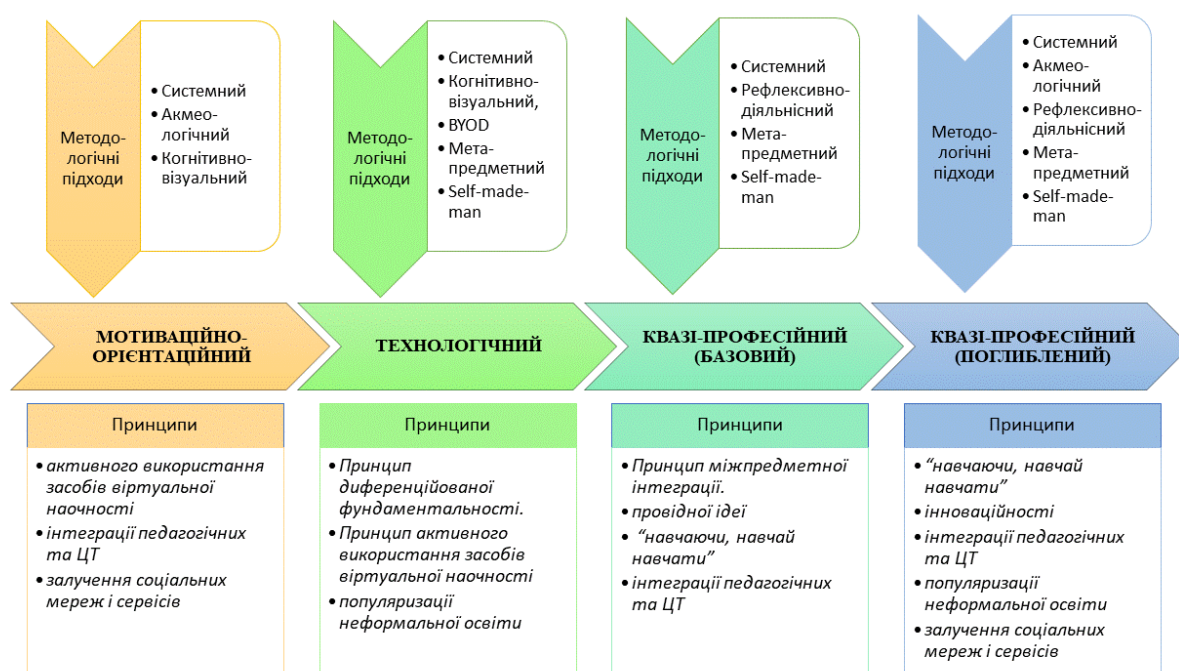 Методо-
логічні
підходи
• Системний
• Акмео-
логічний
• Когнітивно-
візуальний
Методо-
логічні
підходи
• Системний
• Когнітивно-
візуальний,
• BYOD
• Мета-
предметний
• Self-made-
man
Методо-
логічні
підходи
• Системний
• Рефлексивно-
діяльнісний
• Мета-
предметний
• Self-made-
man
Методо-
логічні
підходи
• Системний
• Акмео-
логічний
• Рефлексивно-
діяльнісний
• Мета-
предметний
• Self-made-
man
МОТИВАЦІЙНО-
ОРІЄНТАЦІЙНИЙ
ТЕХНОЛОГІЧНИЙ
КВАЗІ-ПРОФЕСІЙНИЙ
(БАЗОВИЙ)
КВАЗІ-ПРОФЕСІЙНИЙ
(ПОГЛИБЛЕНИЙ)
Принципи
• активного використання
засобів віртуальної
наочності
• інтеграції педагогічних
та ЦТ
• залучення соціальних
мереж і сервісів
Принципи
• Принцип
диференційованої
фундаментальності.
• Принцип активного
використання засобів
віртуальної наочності
• популяризації
неформальної освіти
Принципи
• Принцип міжпредметної
інтеграції.
• провідної ідеї
• “навчаючи, навчай
навчати”
• інтеграції педагогічних
та ЦТ
Принципи
• “навчаючи, навчай
навчати”
• інноваційності
• інтеграції педагогічних
та ЦТ
• популяризації
неформальної освіти
• залучення соціальних
мереж і сервісів